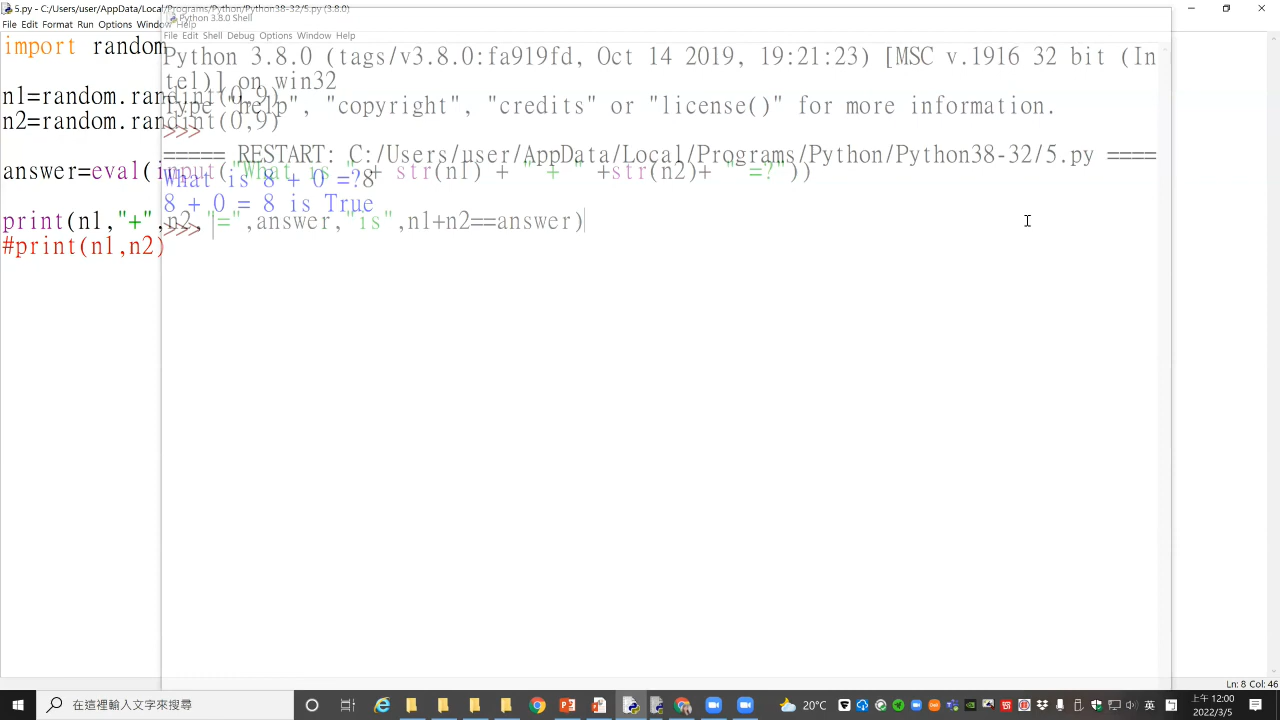 5.py - C:/Users/user/AppData/Local/Programs/Python/Python38-32/5.py (3.8.0)
File Edit Format Run Options Window Help
import random
n1=random.randint(0,9)
n2=random.randint(0,9)
answer=eval(input("What is " + str(n1) + " + " +str(n2)+ " =?"))
print(n1,"+",n2,"=",answer,"is",n1+n2==answer)
#print(n1,n2)
Python 3.8.0 Shell
File Edit Shell Debug Options Window Help
Python 3.8.0 (tags/v3.8.0:fa919fd, Oct 14 2019, 19:21:23) [MSC v.1916 32 bit (In
tel)] on win32
Type "help", "copyright", "credits" or "license()" for more information.
>>>
===== RESTART: C:/Users/user/AppData/Local/Programs/Python/Python38-32/5.py ====
What is 8 + 0 =?8
8 + 0 = 8 is True
>>>
Ln: 8 Col: 46
在這裡輸入文字來搜尋
20°C
上午 12:00
2022/3/5